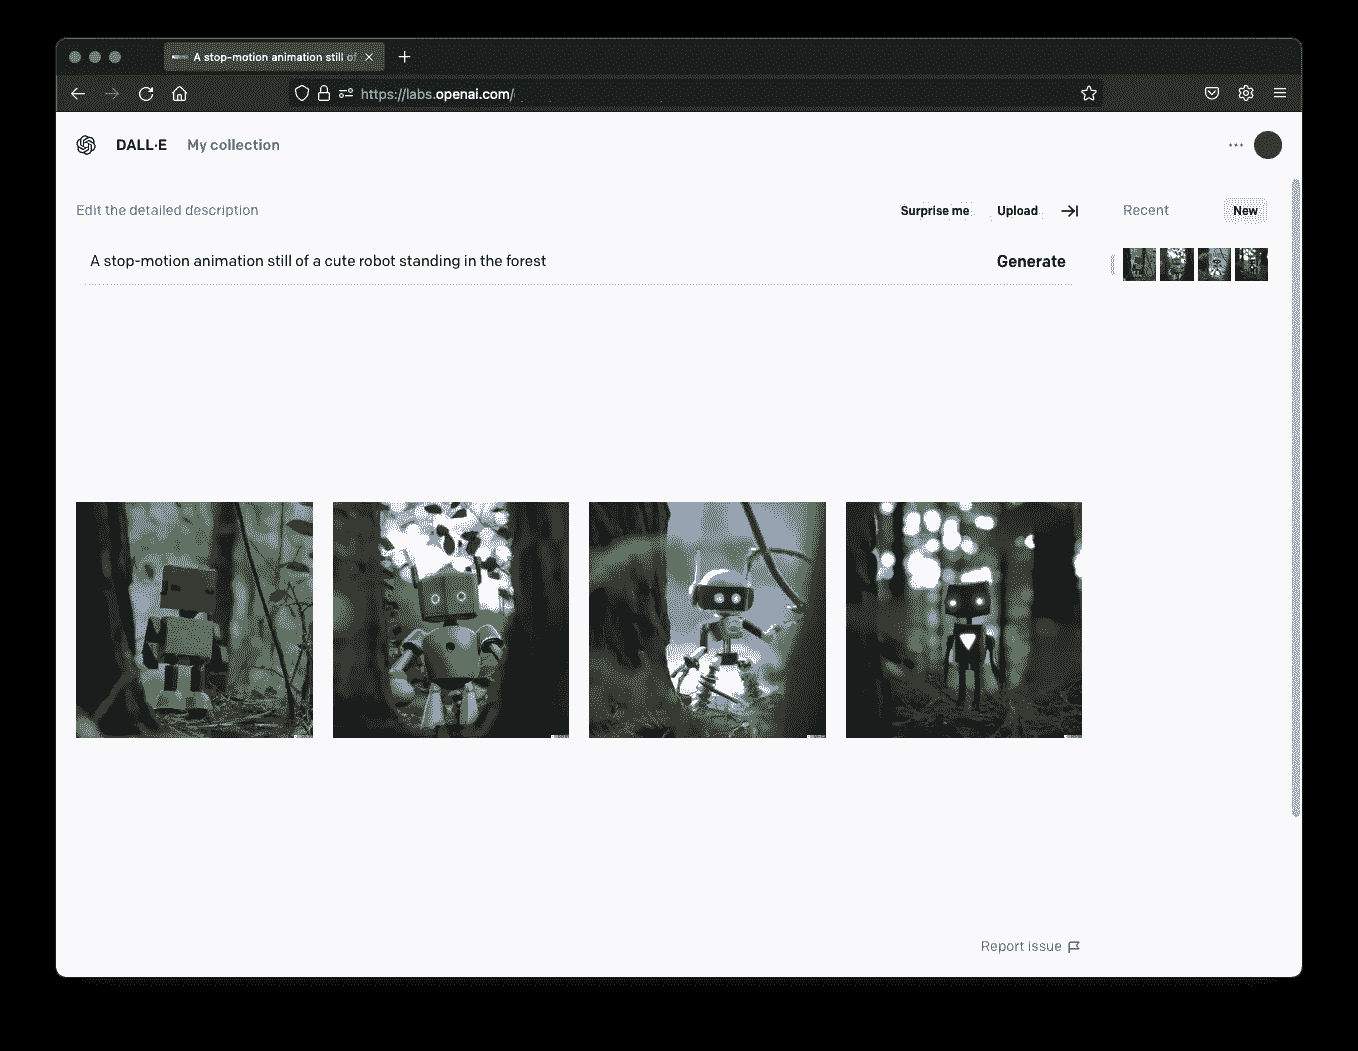 A stop-motion animation still of
https://labs.openai.com/
DALL·E My collection
Edit the detailed description Surprise me Upload Recent New
A stop-motion animation still of a cute robot standing in the forest Generate
Report issue